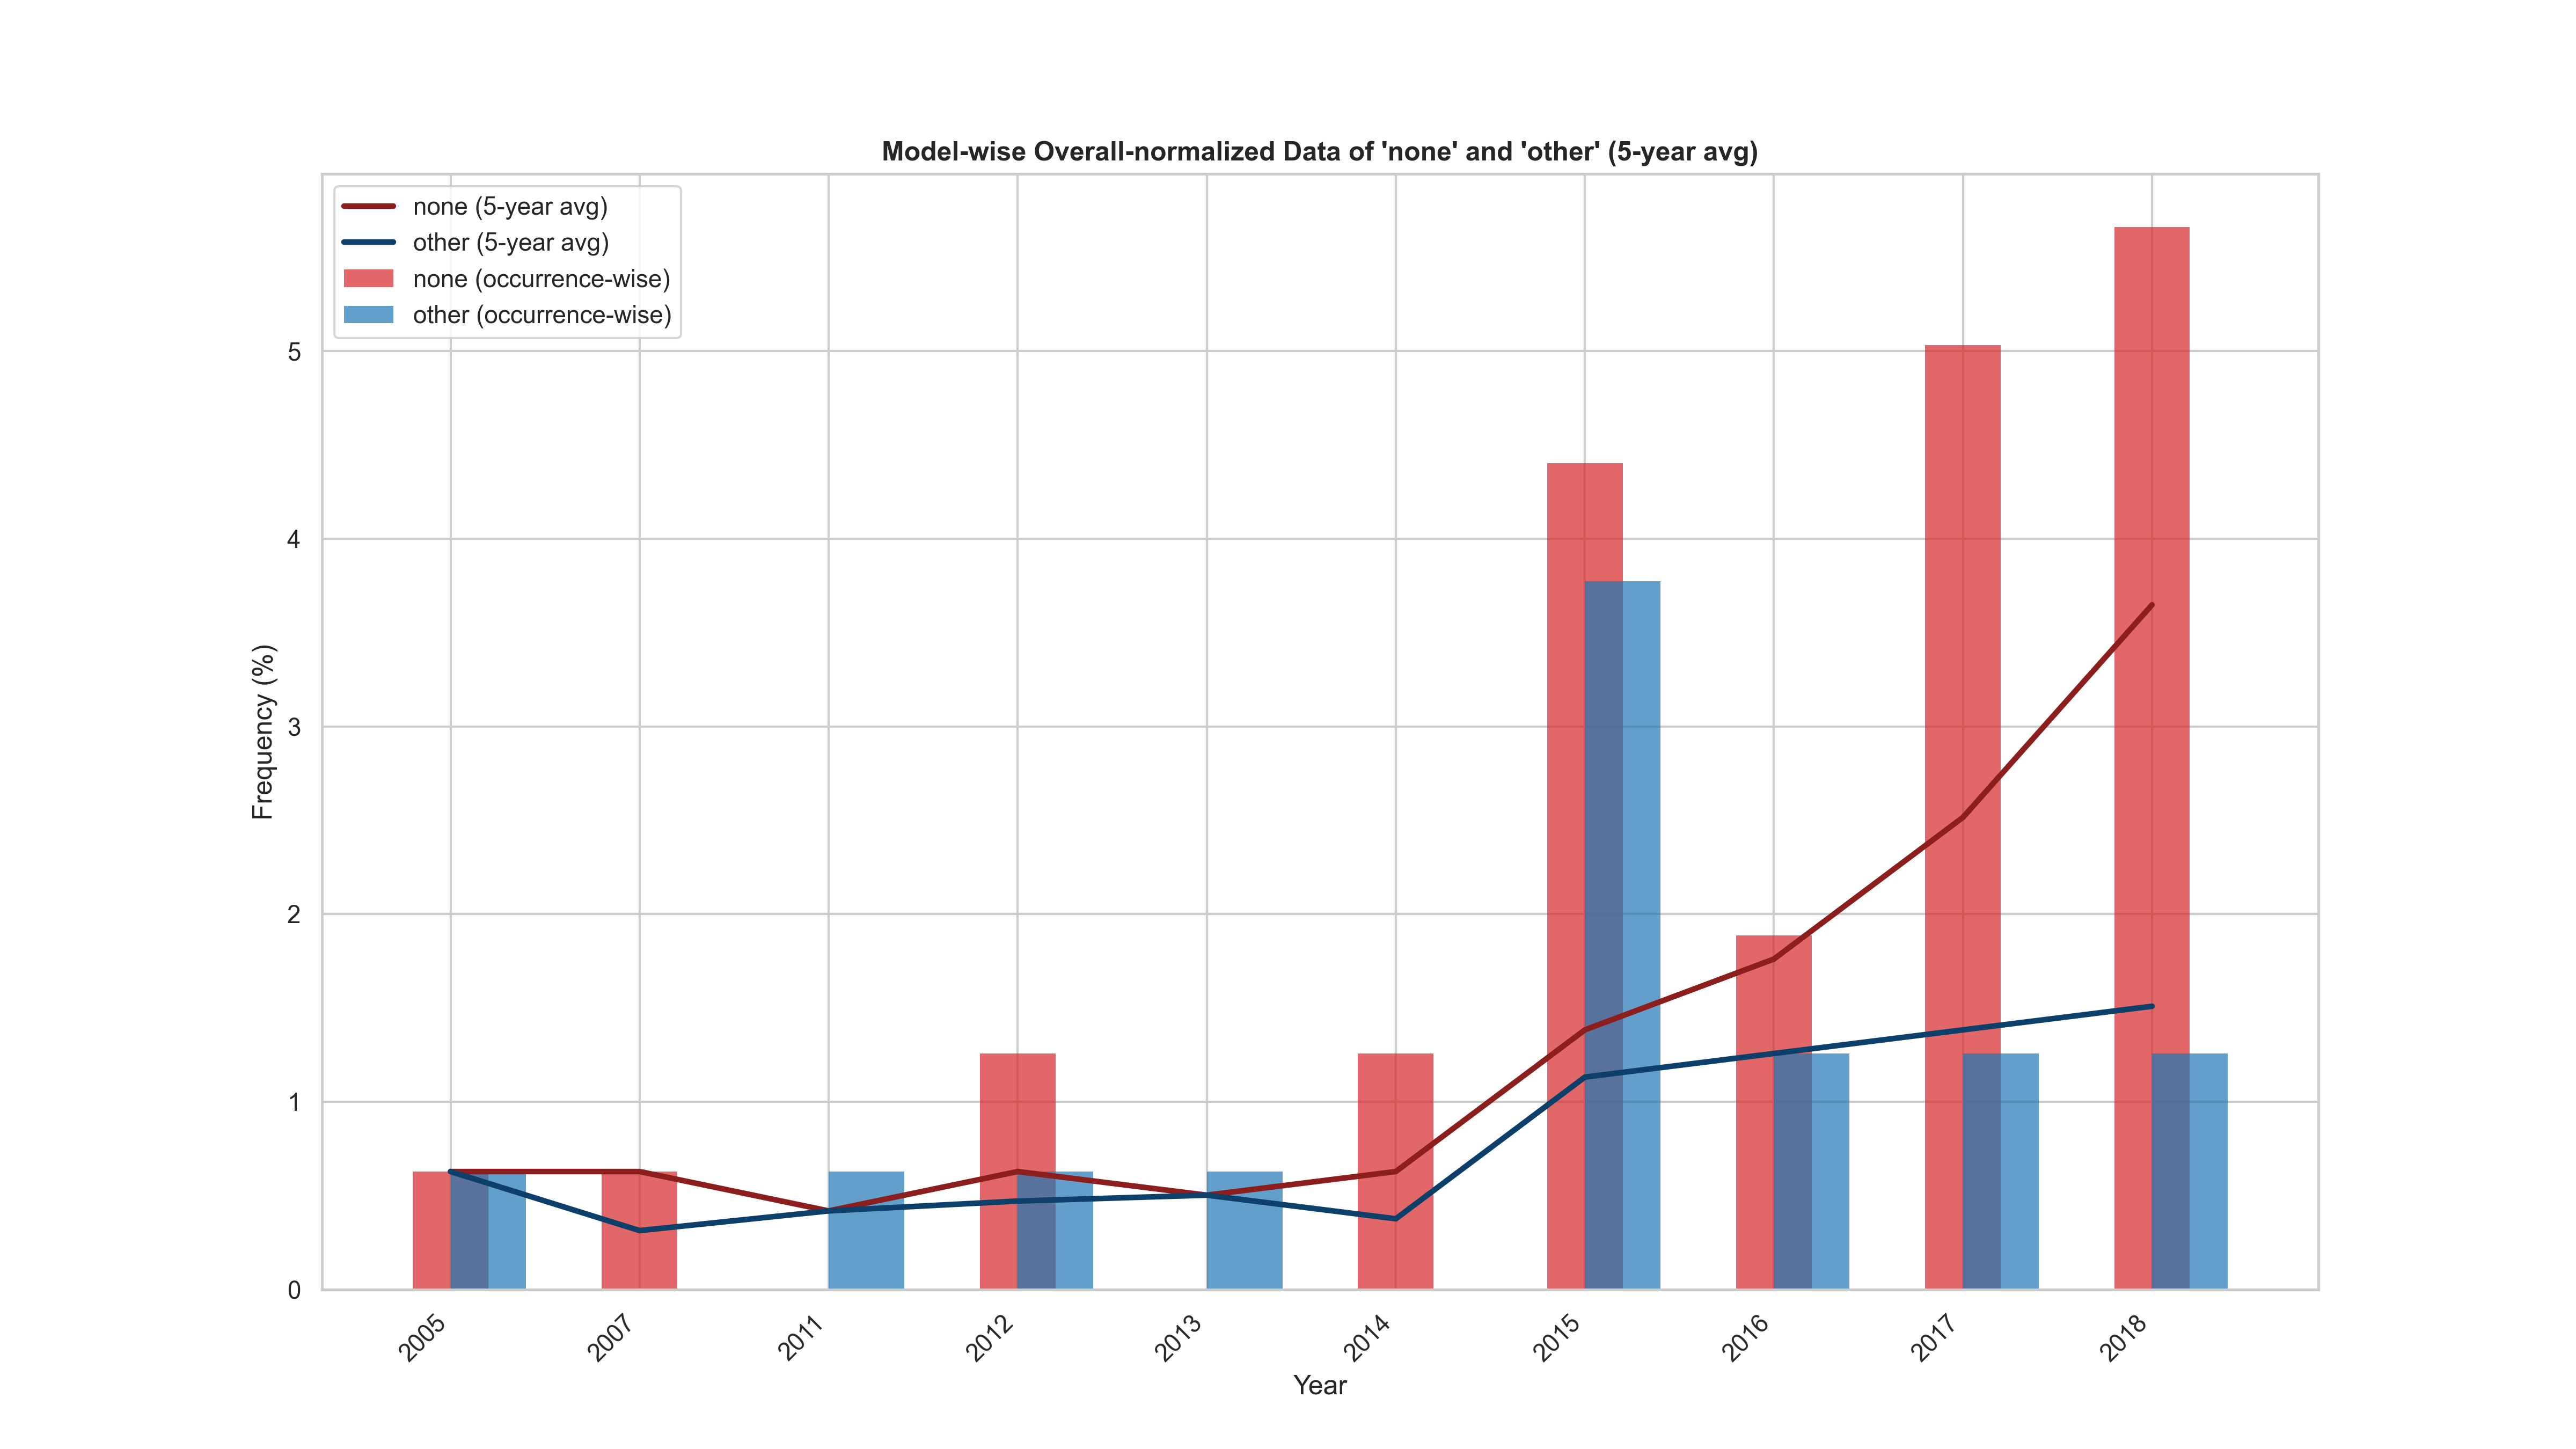 Model-wise Overall-normalized Data of 'none' and 'other' (5-year avg)
none (5-year avg)
other (5-year avg)
none (occurrence-wise)
other (occurrence-wise)
Frequency (%)
5
4
3
2
1
0
2005
2007
2011
2012
2013
2014
2015
2016
2017
2018
Year